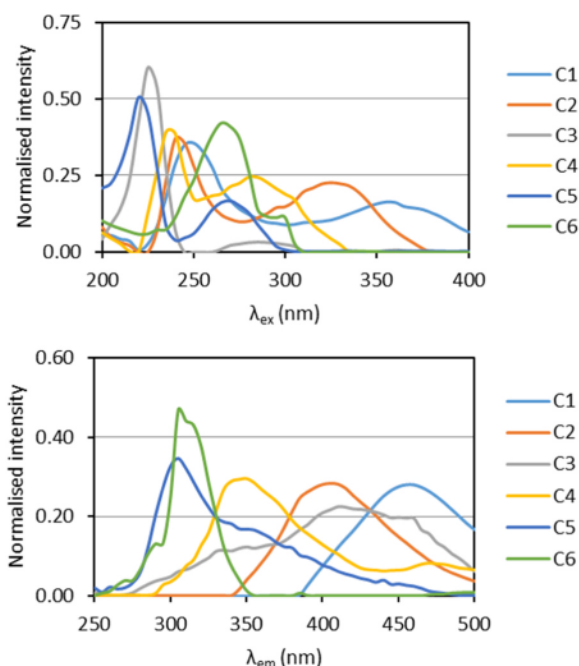 Normalised intensity
0.75
0.50
0.25
0.00
200 250 300 350 400
λex (nm)
C1
C2
C3
C4
C5
C6
Normalised intensity
0.60
0.40
0.20
0.00
250 300 350 400 450 500
λem (nm)
C1
C2
C3
C4
C5
C6